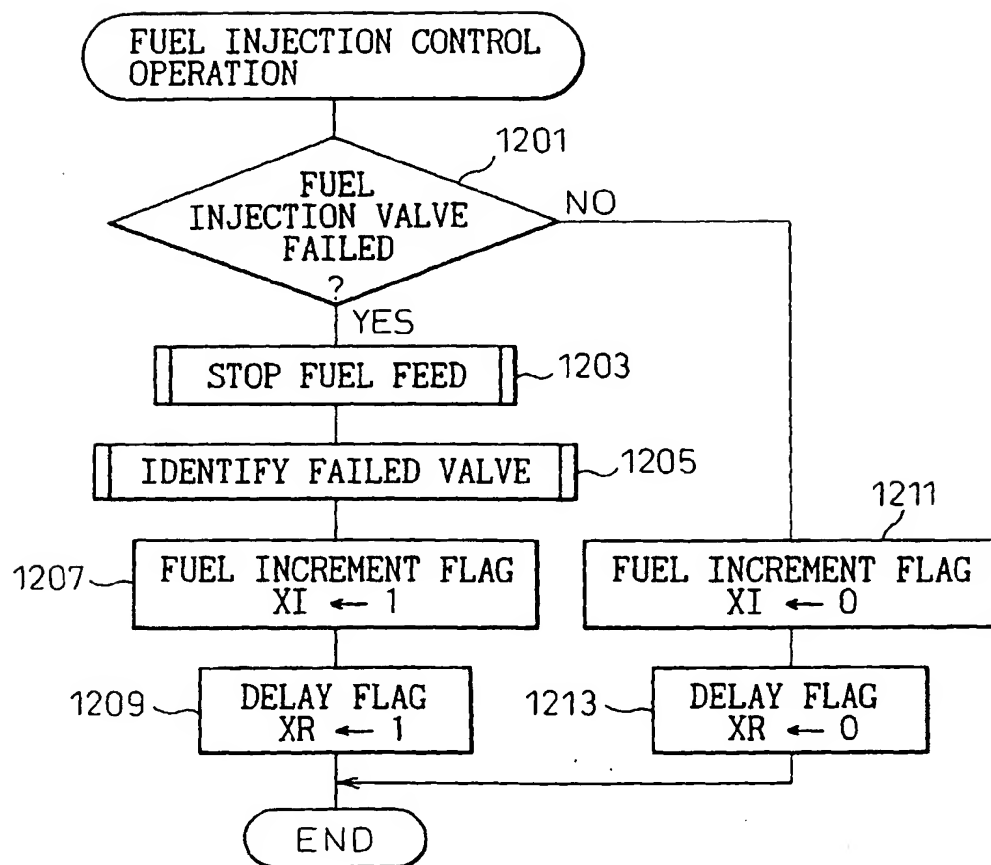 FUEL INJECTION CONTROL
OPERATION
1201
FUEL
INJECTION VALVE
FAILED
?
NO
YES
STOP FUEL FEED
1203
IDENTIFY FAILED VALVE
1205
1207
FUEL INCREMENT FLAG
XI ← 1
1211
FUEL INCREMENT FLAG
XI ← 0
1209
DELAY FLAG
XR ← 1
1213
DELAY FLAG
XR ← 0
END